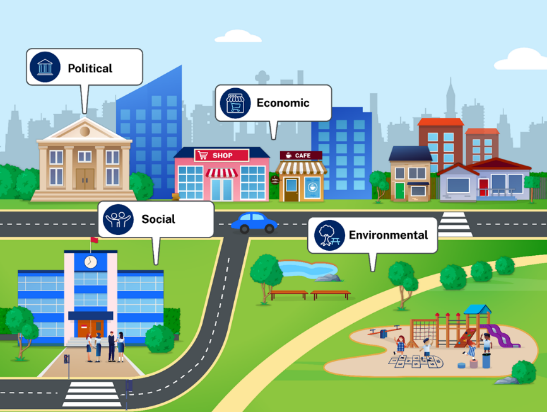 Political
Economic
SHOP
CAFE
Social
Environmental